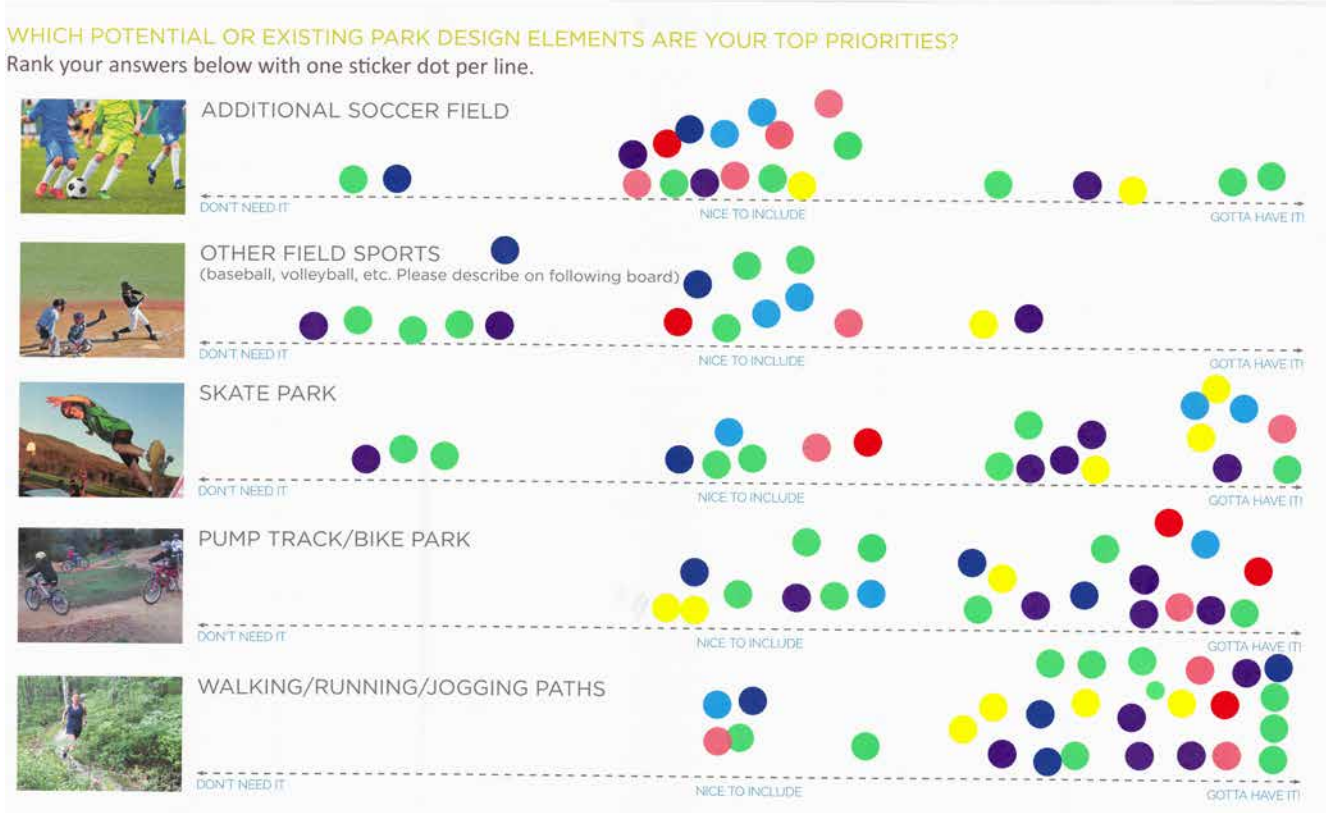 WHICH POTENTIAL OR EXISTING PARK DESIGN ELEMENTS ARE YOUR TOP PRIORITIES?
Rank your answers below with one sticker dot per line.
ADDITIONAL SOCCER FIELD
DON'T NEED IT
NICE TO INCLUDE
GOTTA HAVE IT!
OTHER FIELD SPORTS
(baseball, volleyball, etc. Please describe on following board)
DON'T NEED IT
NICE TO INCLUDE
GOTTA HAVE IT!
SKATE PARK
DON'T NEED IT
NICE TO INCLUDE
GOTTA HAVE IT!
PUMP TRACK/BIKE PARK
DON'T NEED IT
NICE TO INCLUDE
GOTTA HAVE IT!
WALKING/RUNNING/JOGGING PATHS
DON'T NEED IT
NICE TO INCLUDE
GOTTA HAVE IT!